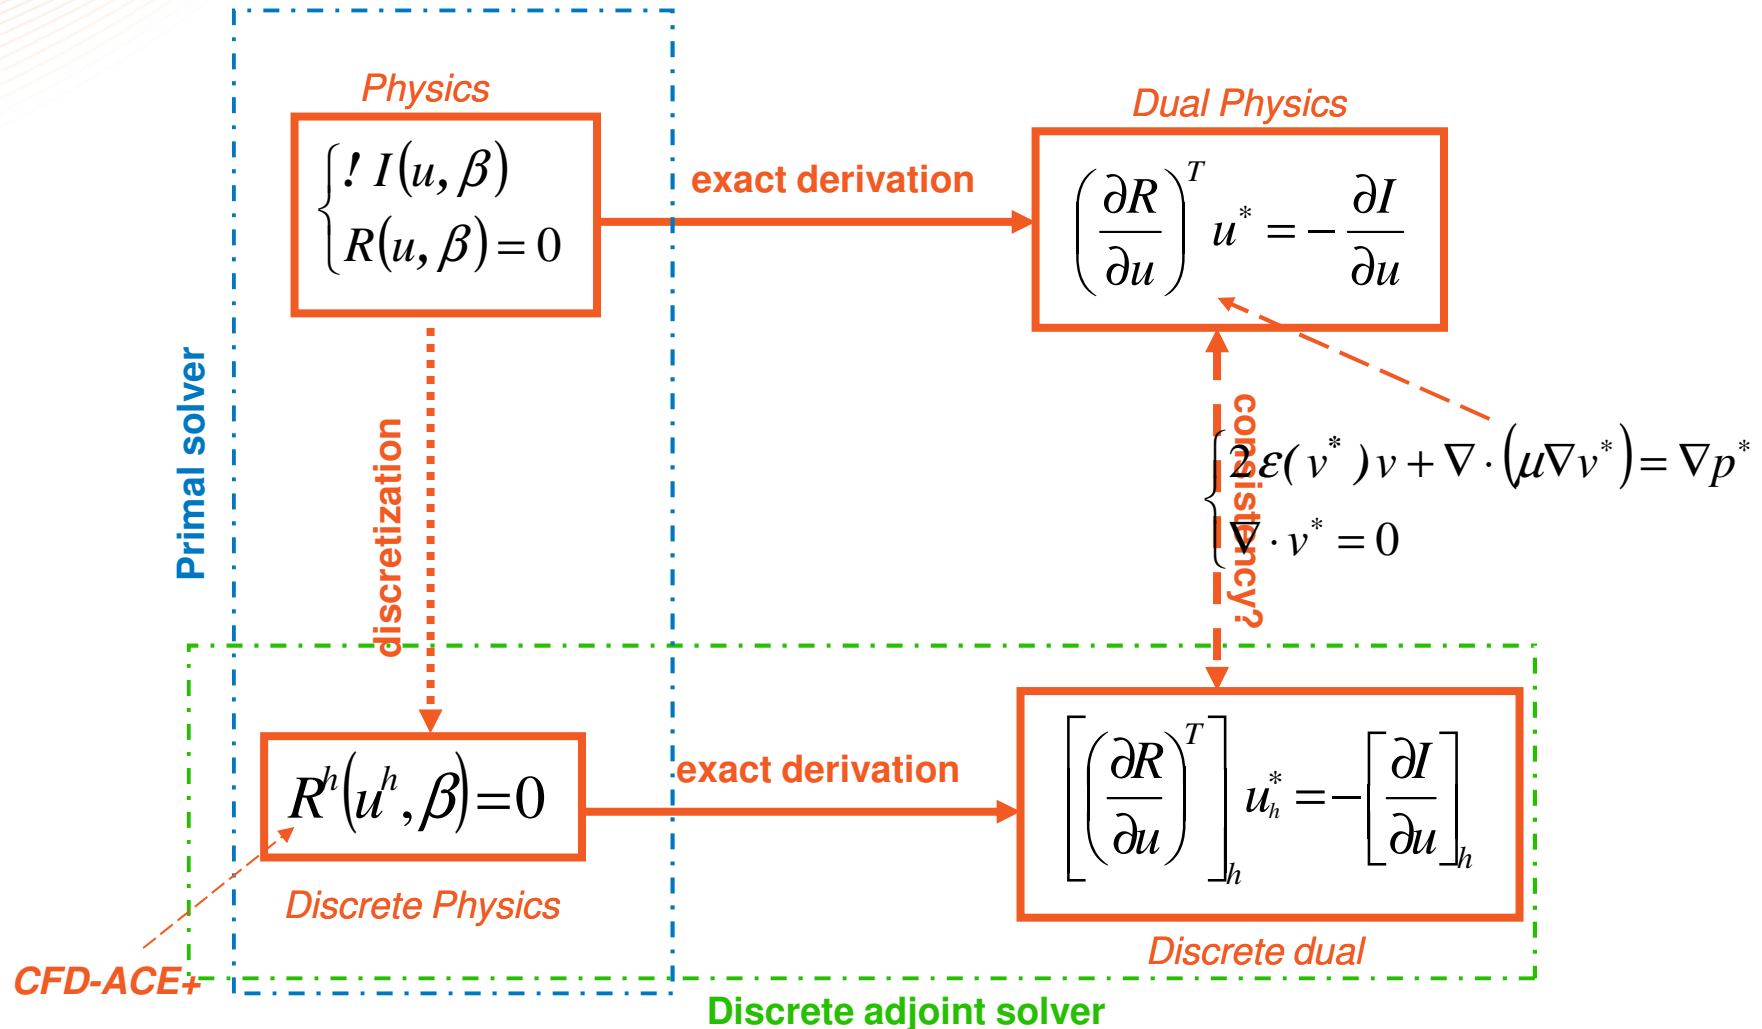 Physics
! I(u, β)
R(u, β) = 0
exact derivation
Dual Physics
(∂R/∂u)^T u^* = − ∂I/∂u
Primal solver
discretization
consistency?
2ε(v^*)v + ∇ · (μ∇v^*) = ∇p^*
∇ · v^* = 0
R^h(u^h, β) = 0
exact derivation
[(∂R/∂u)^T]_h u_h^* = −[∂I/∂u]_h
Discrete Physics
Discrete dual
CFD-ACE+
Discrete adjoint solver